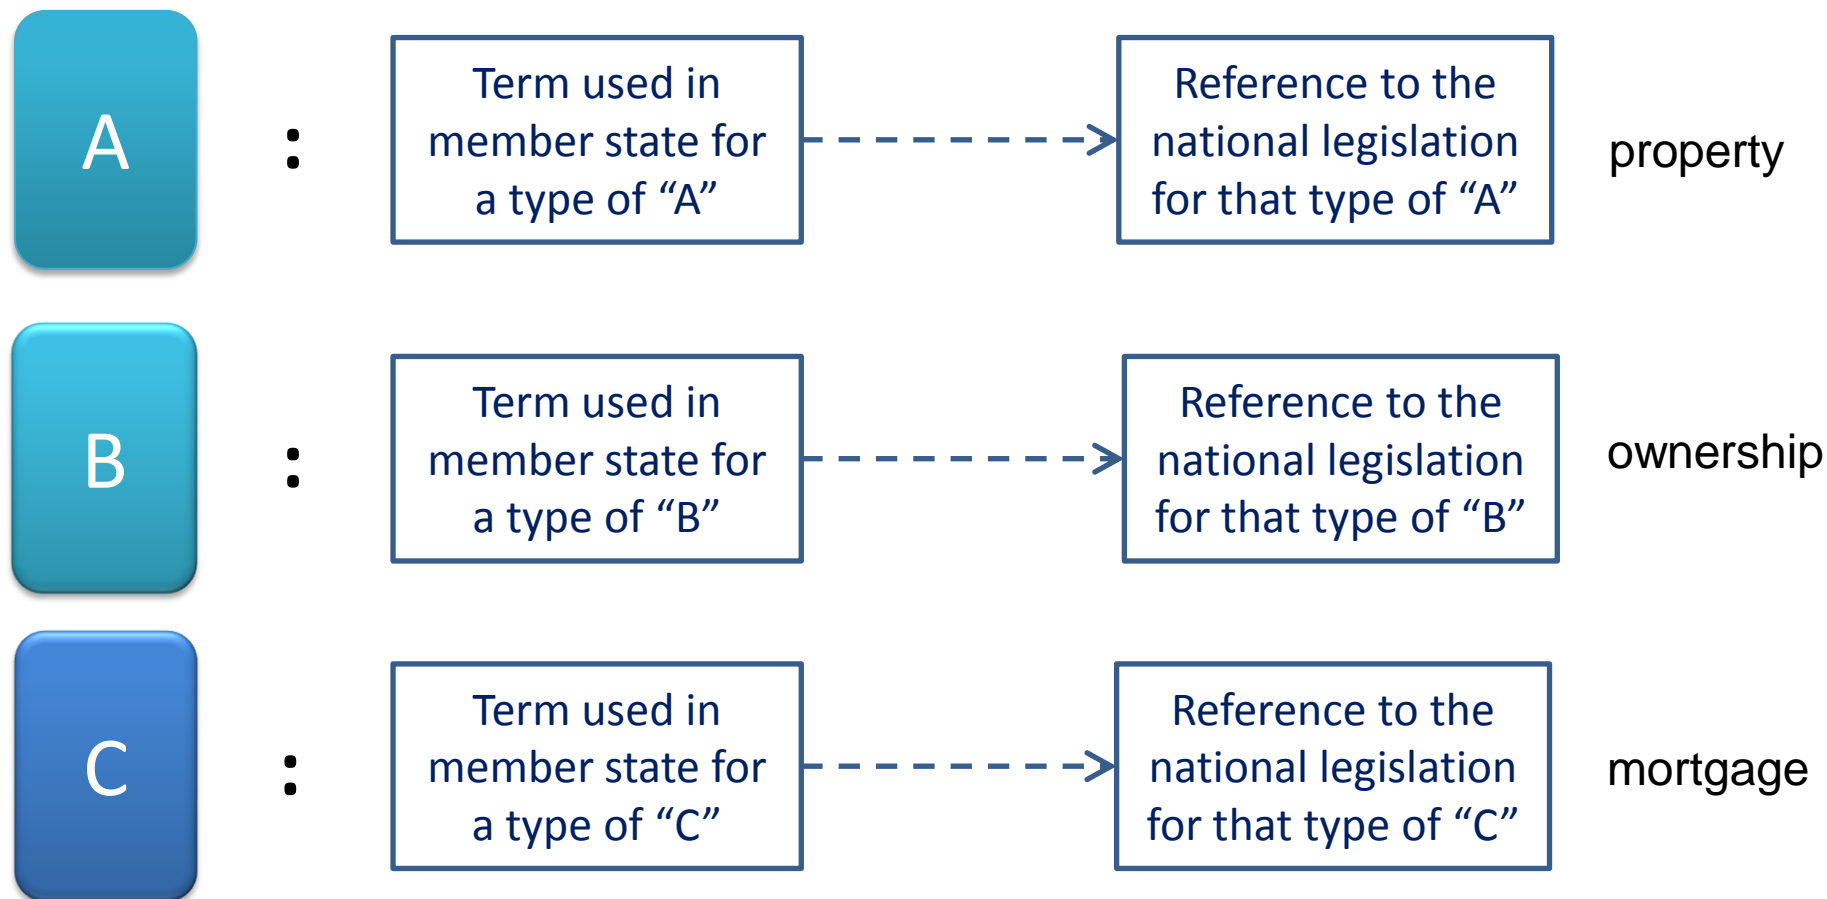 A
:
Term used in
member state for
a type of “A”
Reference to the
national legislation
for that type of “A”
property
B
:
Term used in
member state for
a type of “B”
Reference to the
national legislation
for that type of “B”
ownership
C
:
Term used in
member state for
a type of “C”
Reference to the
national legislation
for that type of “C”
mortgage